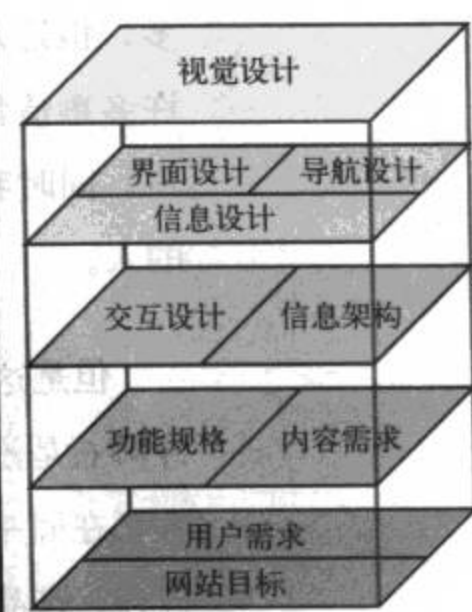 视觉设计
界面设计 导航设计
信息设计
交互设计 信息架构
功能规格 内容需求
用户需求
网站目标